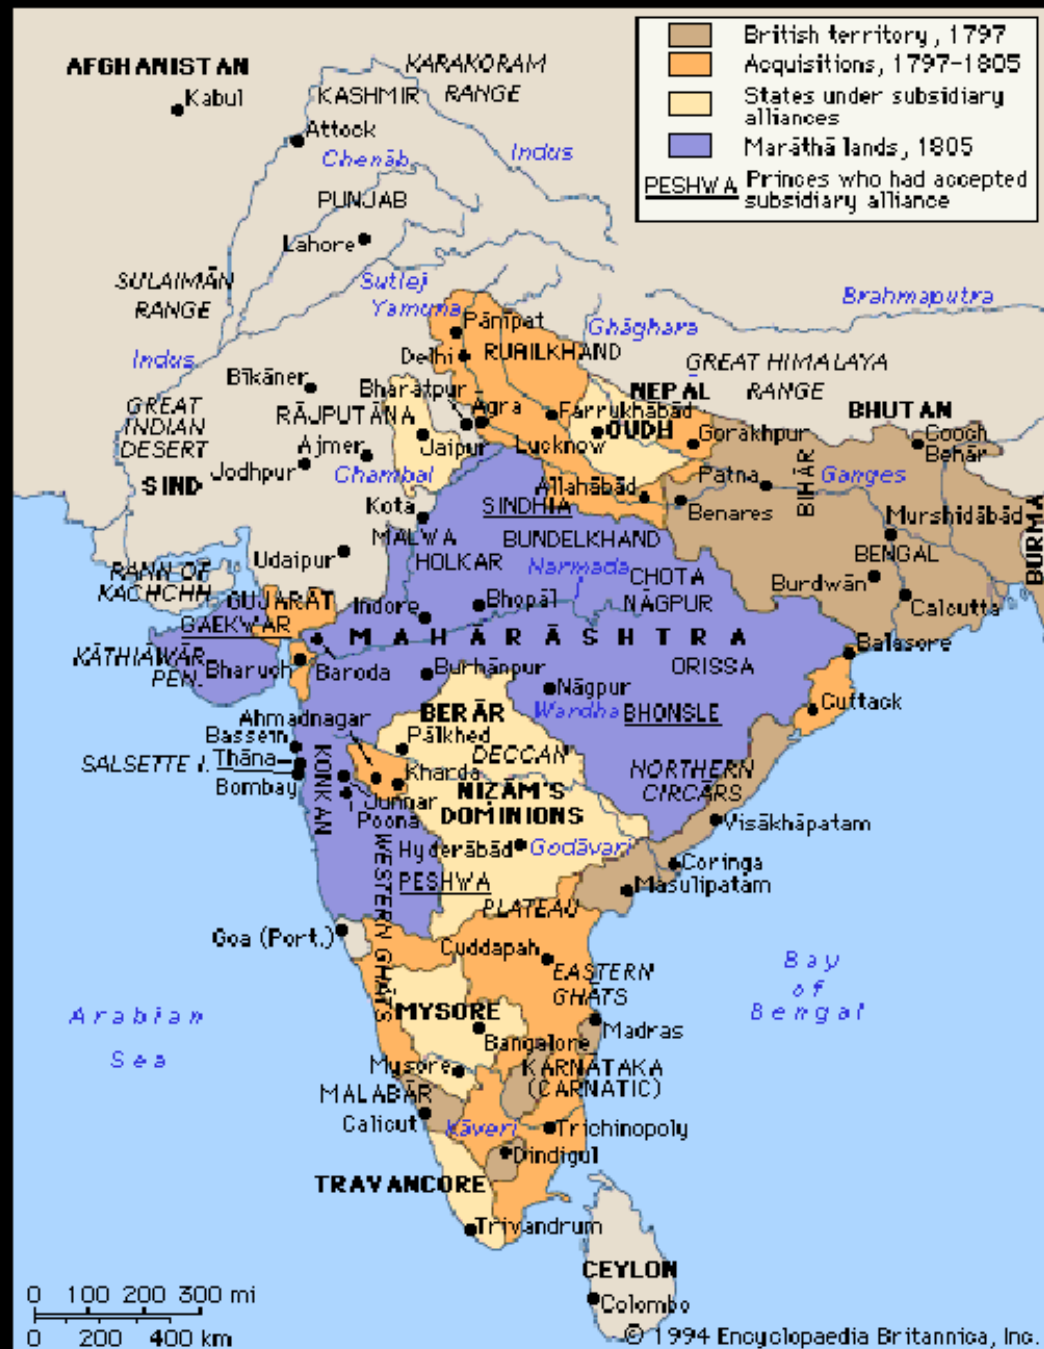 British territory, 1797
Acquisitions, 1797-1805
States under subsidiary
alliances
Marāthā lands, 1805
PESHWA Princes who had accepted
subsidiary alliance
AFGHANISTAN
Kabul
KARAKORAM
RANGE
KASHMIR
Attock
Chenāb
Indus
PUNJAB
Lahore
SULAIMĀN
RANGE
Sutlej
Yamuna
Brahmaputra
Pānīpat
Ghāghara
Indus
Delhi
RUAILKHAND
GREAT HIMALAYA
RANGE
Bīkāner
Bharatpur
NEPĀL
GREAT
INDIAN
DESERT
RĀJPUTĀNA
Agra
Farrukhābād
BHUTAN
Ajmer
Jaipur
Lucknow
OUDH
Gorakhpur
Cooch
Behār
Jodhpur
SIND
Chambal
Allahābād
Patna
BIHĀR
Ganges
Kota
SINDHIA
Benares
Murshidābād
BURMA
MALWA
BUNDELKHAND
Udaipur
HOLKAR
Narmada
BENGAL
RANN OF
KACHCHH
CHOTA
NĀGPUR
Burdwān
GUJARĀT
Indore
Bhopāl
Calcutta
GAEKWAR
MAHĀRĀSHTRA
Balasore
KĀTHIĀWĀR
PEN.
Bharuch
Baroda
Burhānpur
ORISSA
Nāgpur
Cuttack
Ahmadnagar
BERĀR
Wardha
BHONSLE
Bassein
Pālkhed
DECCAN
SALSETTE I.
Thāna
Bombay
KONKAN
Kharda
NORTHERN
CIRCĀRS
Junnar
NIZĀM'S
DOMINIONS
Poona
Visākhāpatam
WESTERN GHĀTS
Hyderābād
Godāvari
Coringa
PESHWA
Masulipatam
PLATEAU
Goa (Port.)
Cuddapah
EASTERN
GHĀTS
Bay
of
Bengal
Arabian
Sea
MYSORE
Madras
Bangalore
Mysore
KARNĀTAKA
(CARNATIC)
MALABĀR
Calicut
Kāveri
Trichinopoly
Dindigul
TRAVANCORE
Trivandrum
CEYLON
Colombo
0 100 200 300 mi
0 200 400 km
© 1994 Encyclopaedia Britannica, Inc.